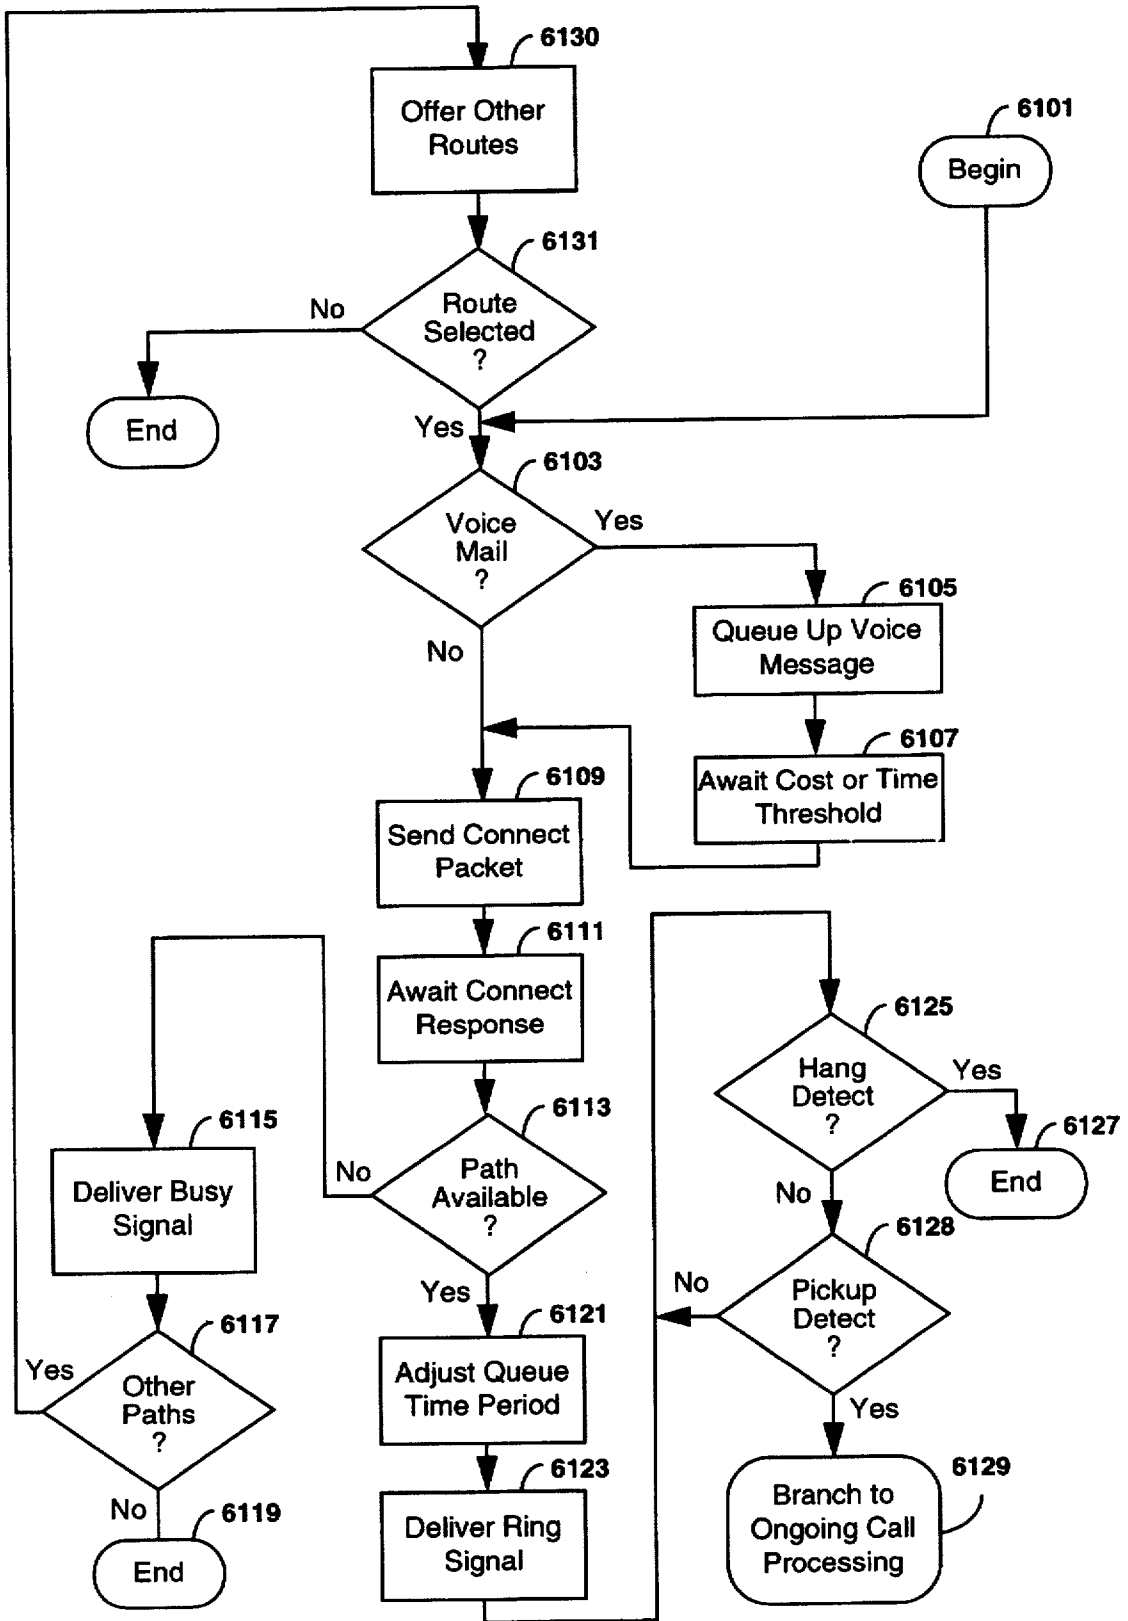 6130
Offer Other
Routes
6101
Begin
6131
Route
Selected
?
No
End
Yes
6103
Voice
Mail
?
Yes
No
6105
Queue Up Voice
Message
6107
Await Cost or Time
Threshold
6109
Send Connect
Packet
6111
Await Connect
Response
6113
Path
Available
?
No
Yes
6115
Deliver Busy
Signal
6117
Other
Paths
?
Yes
No
6119
End
6121
Adjust Queue
Time Period
6123
Deliver Ring
Signal
6125
Hang
Detect
?
Yes
6127
End
No
6128
Pickup
Detect
?
No
Yes
6129
Branch to
Ongoing Call
Processing